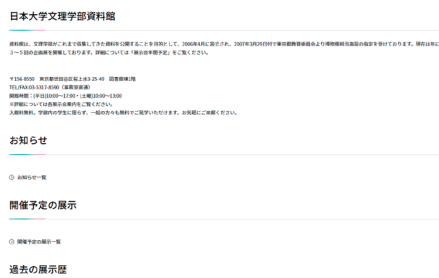 日本大学文理学部資料館
資料館は、文理学部がこれまで収集してきた資料を公開することを目的として、2006年4月に設置され、2007年3月29日付で東京都教育委員会より博物館相当施設の指定を受けております。現在は年に
3～5回の企画展を開催しております。詳細については「展示会年間予定」をご覧ください。
〒156-8550 東京都世田谷区桜上水3-25-40 図書館棟1階
TEL/FAX:03-5317-8590（事務室直通）
開館時間：(平日)10:00～17:00・(土曜)10:00～13:00
※詳細については各展示会案内をご覧ください。
入館料無料。学部内の学生に限らず、一般の方々も無料でご見学いただけます。お気軽にご来館ください。
お知らせ
お知らせ一覧
開催予定の展示
開催予定の展示一覧
過去の展示歴